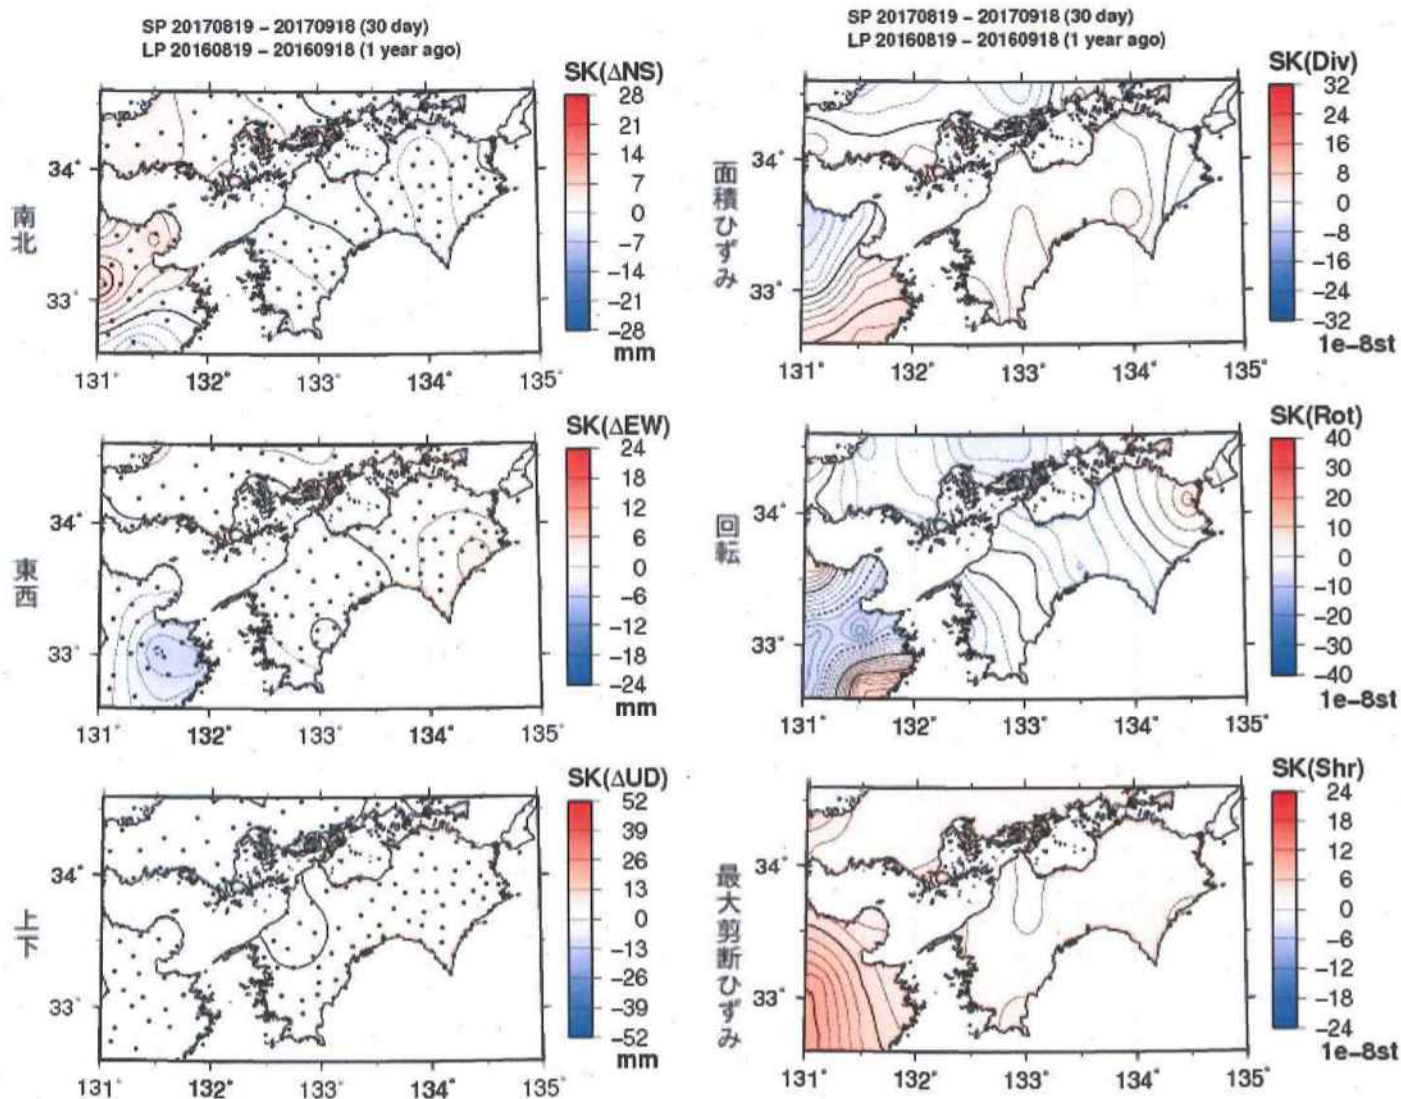 SP 20170819 – 20170918 (30 day)
LP 20160819 – 20160918 (1 year ago)
SK(ΔNS)
28
21
14
7
0
−7
−14
−21
−28
mm
南北
34˚
33˚
131˚ 132˚ 133˚ 134˚ 135˚
SK(ΔEW)
24
18
12
6
0
−6
−12
−18
−24
mm
東西
34˚
33˚
131˚ 132˚ 133˚ 134˚ 135˚
SK(ΔUD)
52
39
26
13
0
−13
−26
−39
−52
mm
上下
34˚
33˚
131˚ 132˚ 133˚ 134˚ 135˚
SP 20170819 – 20170918 (30 day)
LP 20160819 – 20160918 (1 year ago)
SK(Div)
32
24
16
8
0
−8
−16
−24
−32
1e−8st
面積ひずみ
34˚
33˚
131˚ 132˚ 133˚ 134˚ 135˚
SK(Rot)
40
30
20
10
0
−10
−20
−30
−40
1e−8st
回転
34˚
33˚
131˚ 132˚ 133˚ 134˚ 135˚
SK(Shr)
24
18
12
6
0
−6
−12
−18
−24
1e−8st
最大剪断ひずみ
34˚
33˚
131˚ 132˚ 133˚ 134˚ 135˚